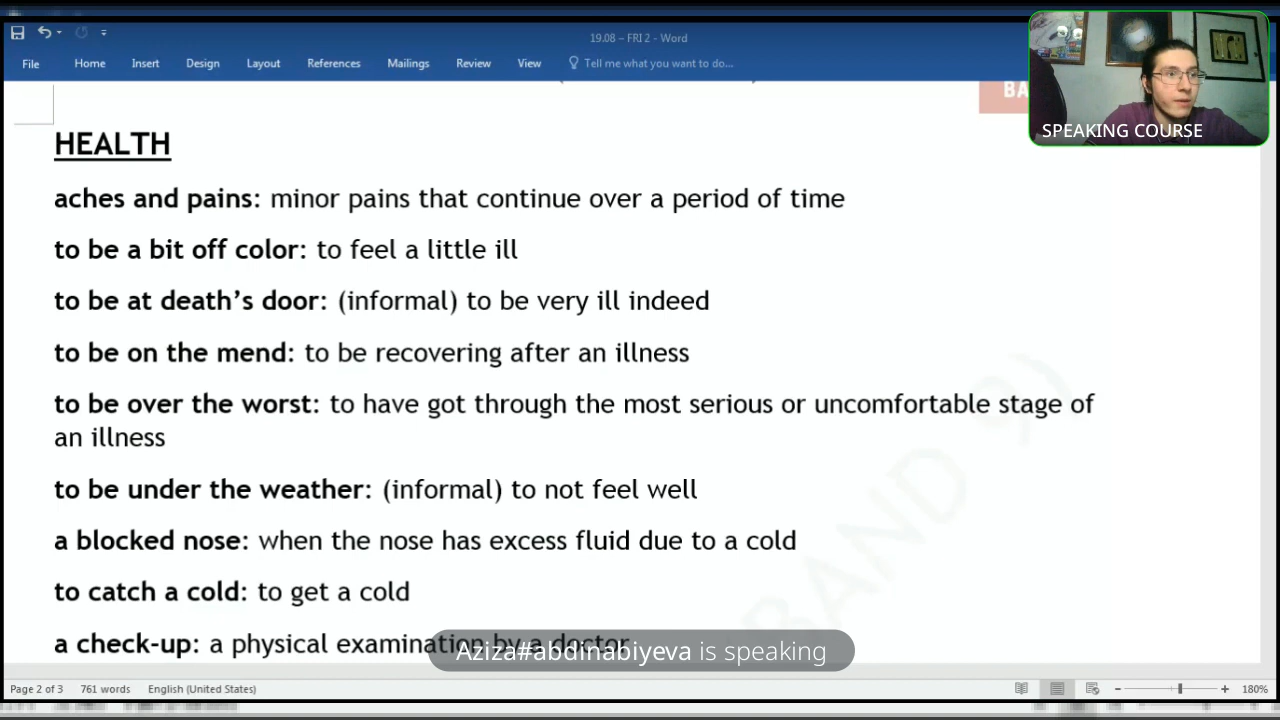 19.08 – FRI 2 - Word
File Home Insert Design Layout References Mailings Review View Tell me what you want to do...
BA
SPEAKING COURSE
HEALTH
aches and pains: minor pains that continue over a period of time
to be a bit off color: to feel a little ill
to be at death’s door: (informal) to be very ill indeed
to be on the mend: to be recovering after an illness
to be over the worst: to have got through the most serious or uncomfortable stage of
an illness
to be under the weather: (informal) to not feel well
a blocked nose: when the nose has excess fluid due to a cold
to catch a cold: to get a cold
a check-up: a physical examination by a doctor
Aziza#abdinabiyeva is speaking
BAND 9)
Page 2 of 3 761 words English (United States) 180%